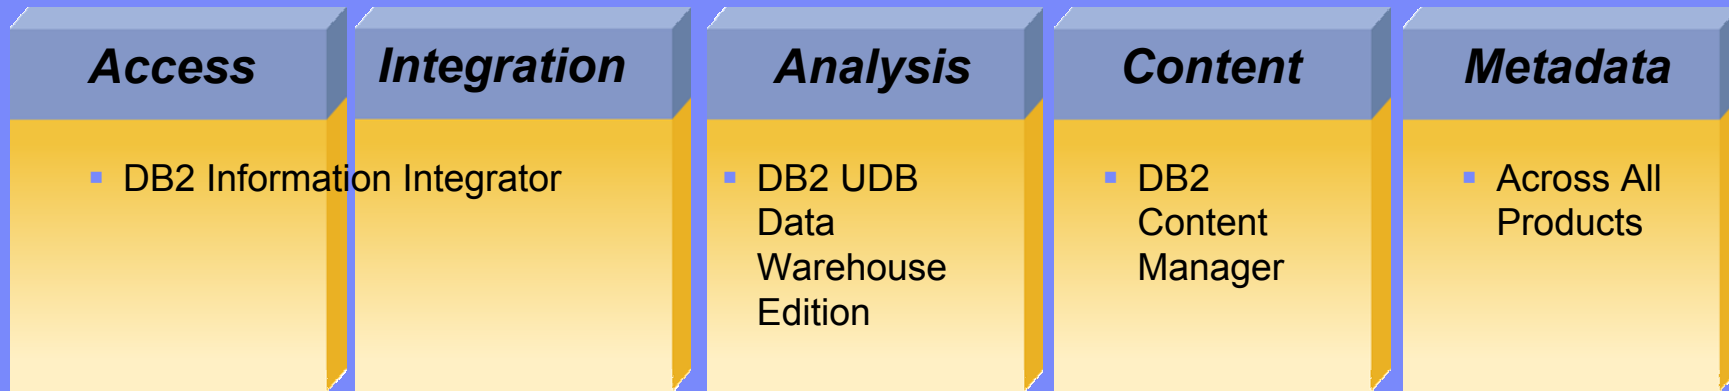 Access
Integration
Analysis
Content
Metadata
▪ DB2 Information Integrator
▪ DB2 UDB
Data
Warehouse
Edition
▪ DB2
Content
Manager
▪ Across All
Products